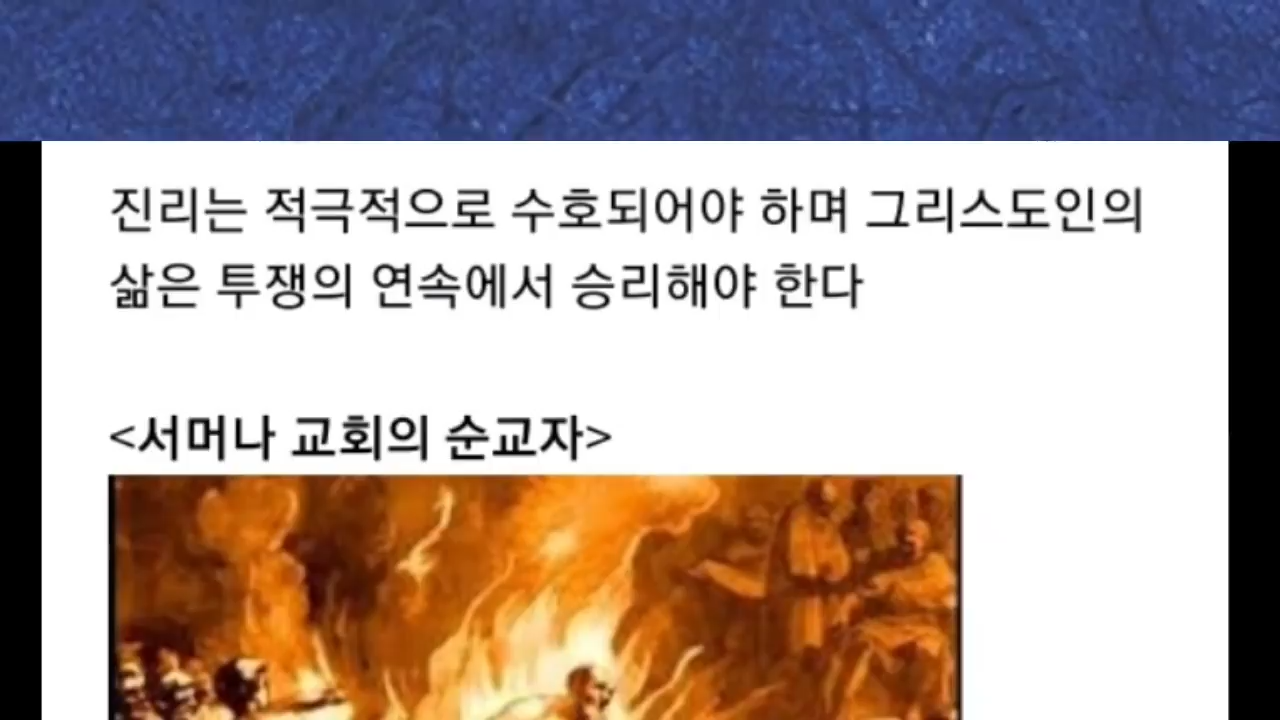 진리는 적극적으로 수호되어야 하며 그리스도인의
삶은 투쟁의 연속에서 승리해야 한다
<서머나 교회의 순교자>